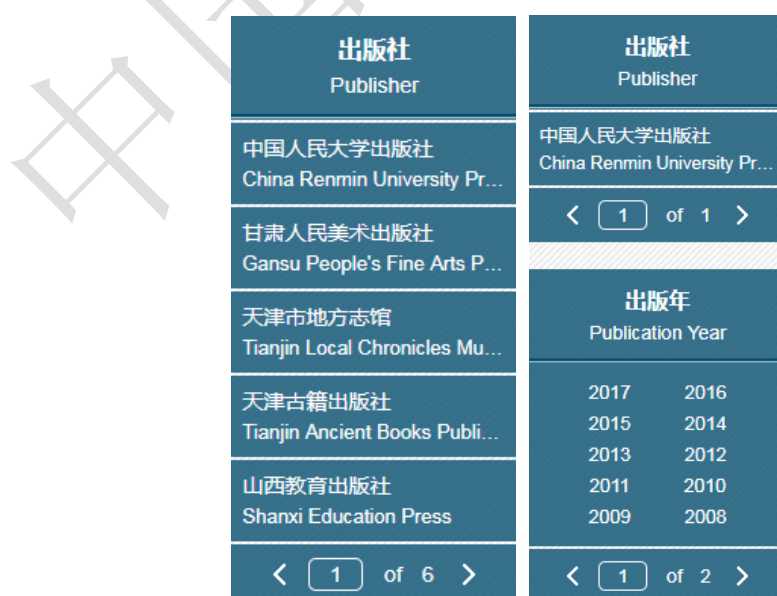 出版社
Publisher
中国人民大学出版社
China Renmin University Pr...
甘肃人民美术出版社
Gansu People's Fine Arts P...
天津市地方志馆
Tianjin Local Chronicles Mu...
天津古籍出版社
Tianjin Ancient Books Publi...
山西教育出版社
Shanxi Education Press
1 of 6
出版社
Publisher
中国人民大学出版社
China Renmin University Pr...
1 of 1
出版年
Publication Year
2017 2016
2015 2014
2013 2012
2011 2010
2009 2008
1 of 2
中